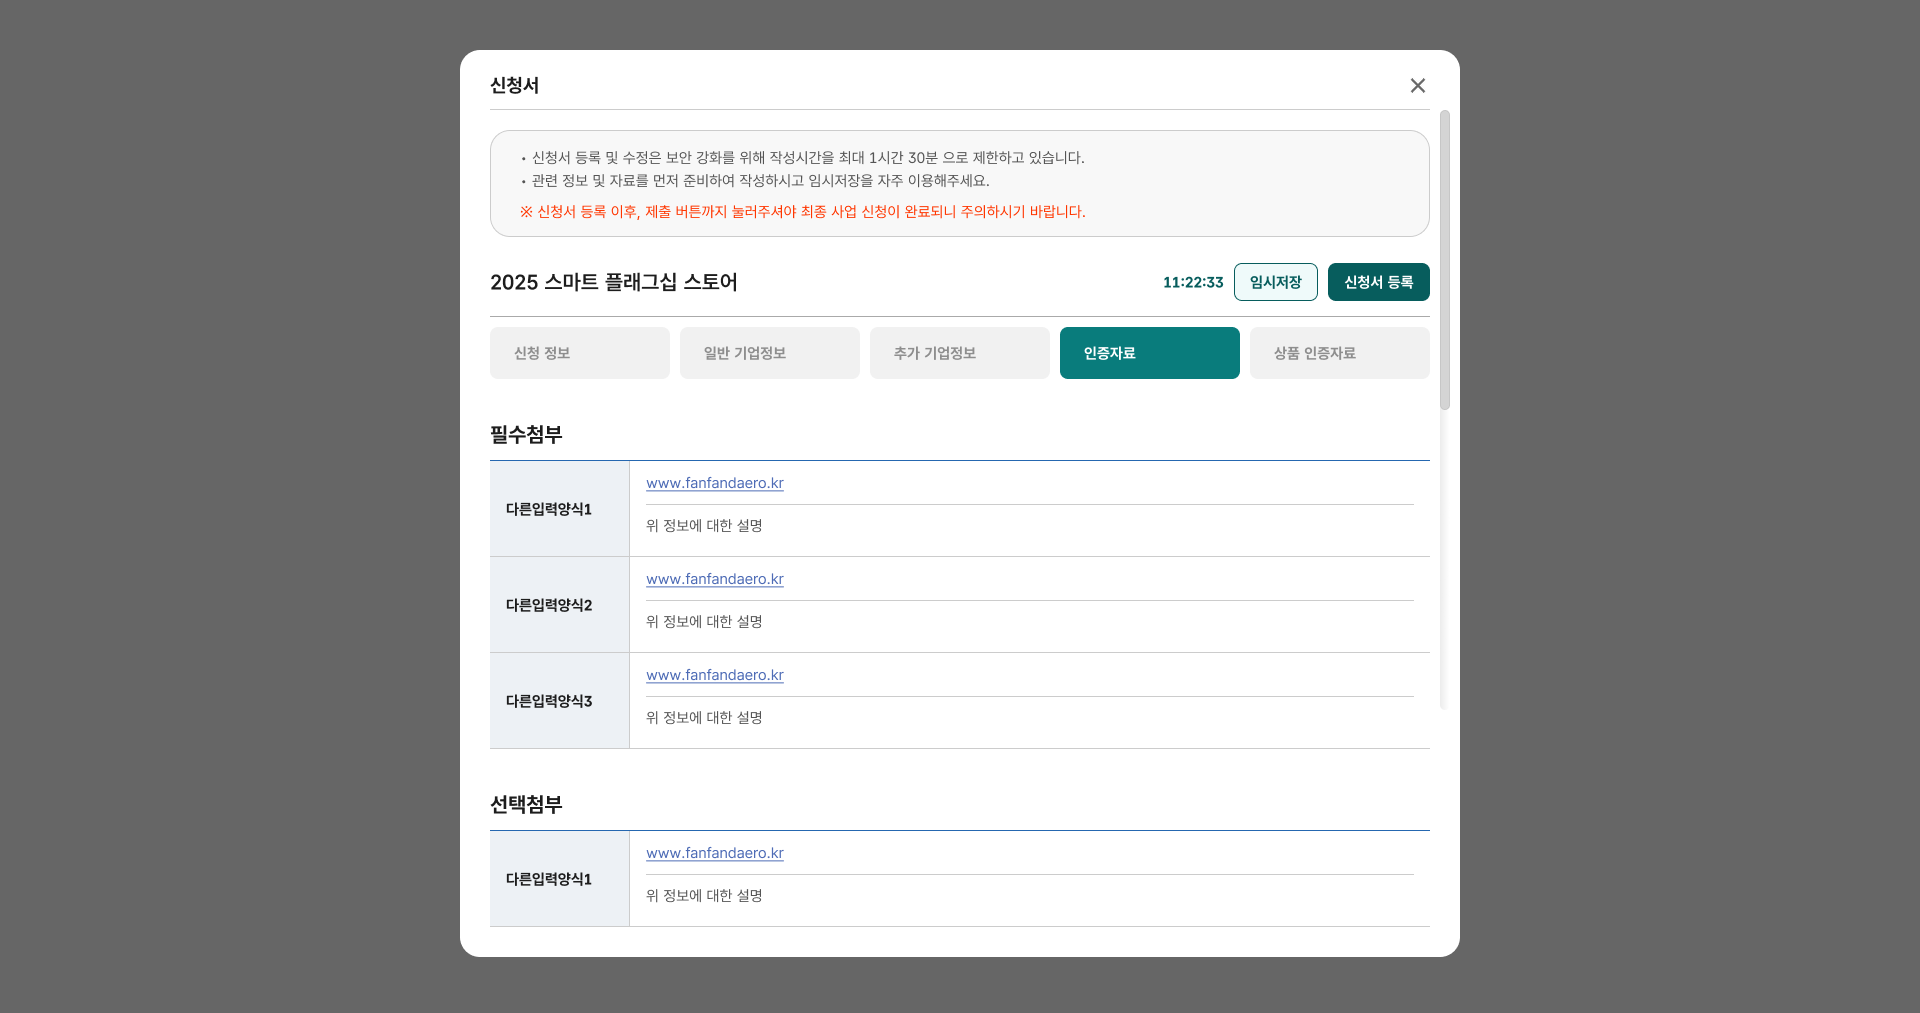 신청서
• 신청서 등록 및 수정은 보안 강화를 위해 작성시간을 최대 1시간 30분 으로 제한하고 있습니다.
• 관련 정보 및 자료를 먼저 준비하여 작성하시고 임시저장을 자주 이용해주세요.
※ 신청서 등록 이후, 제출 버튼까지 눌러주셔야 최종 사업 신청이 완료되니 주의하시기 바랍니다.
2025 스마트 플래그십 스토어
11:22:33
임시저장
신청서 등록
신청 정보
일반 기업정보
추가 기업정보
인증자료
상품 인증자료
필수첨부
다른입력양식1
www.fanfandaero.kr
위 정보에 대한 설명
다른입력양식2
www.fanfandaero.kr
위 정보에 대한 설명
다른입력양식3
www.fanfandaero.kr
위 정보에 대한 설명
선택첨부
다른입력양식1
www.fanfandaero.kr
위 정보에 대한 설명